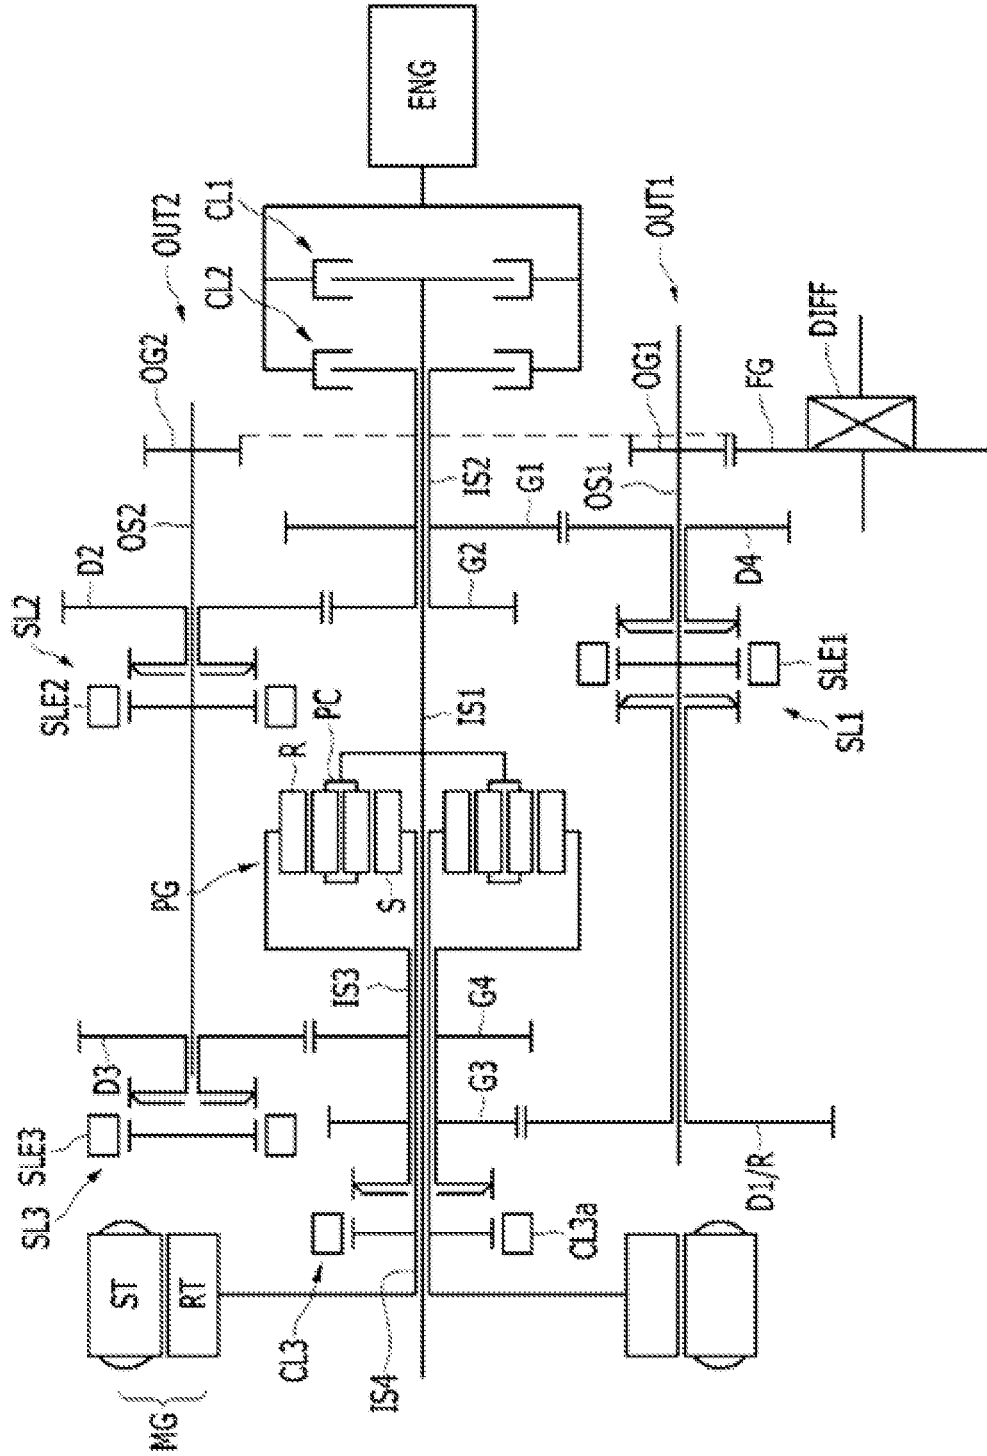 ENG
CL1
CL2
OUT2
OUT1
OG2
OG1
DIFF
FG
IS2
G1
OS1
OS2
D2
G2
D4
SL2
SLE2
SLE1
SL1
IS1
PC
R
PG
S
IS3
G4
D3
G3
SLE3
SL3
D1/R
CL3a
CL3
ST
RT
IS4
MG